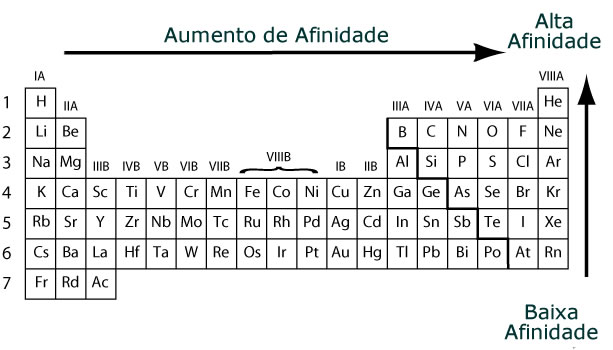 Aumento de Afinidade
Alta
Afinidade
IA VIIIA
1 H IIA IIIA IVA VA VIA VIIA He
2 Li Be B C N O F Ne
3 Na Mg IIIB IVB VB VIB VIIB VIIIB IB IIB Al Si P S Cl Ar
4 K Ca Sc Ti V Cr Mn Fe Co Ni Cu Zn Ga Ge As Se Br Kr
5 Rb Sr Y Zr Nb Mo Tc Ru Rh Pd Ag Cd In Sn Sb Te I Xe
6 Cs Ba La Hf Ta W Re Os Ir Pt Au Hg Tl Pb Bi Po At Rn
7 Fr Rd Ac
Baixa
Afinidade